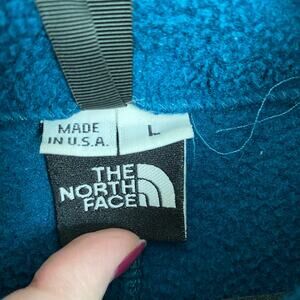 MADE
IN U.S.A.
L
THE
NORTH
FACE